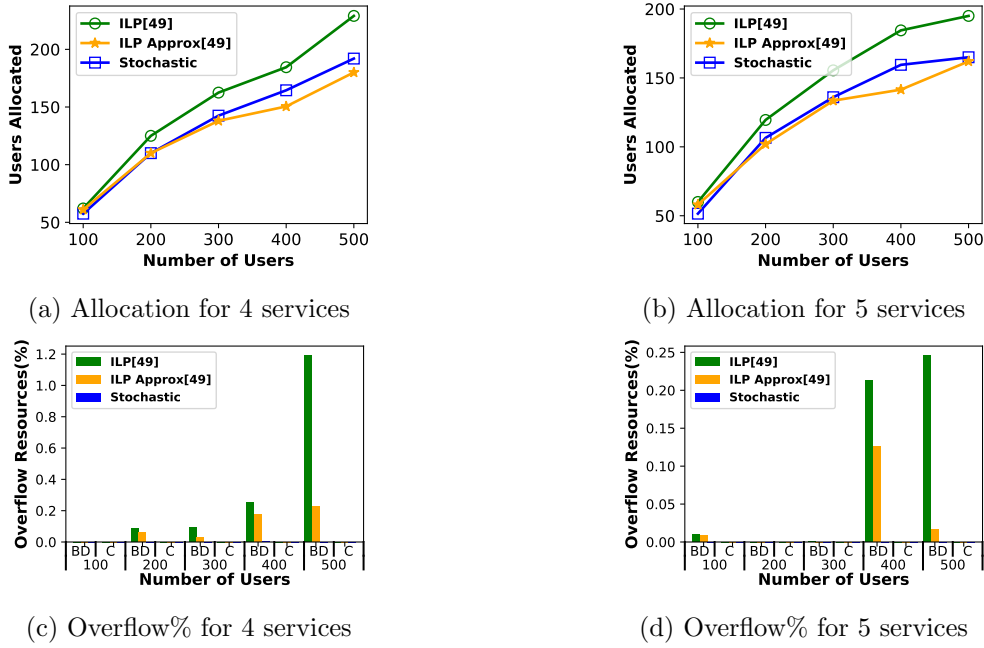 ILP[49]
ILP Approx[49]
Stochastic
Users Allocated
200
150
100
50
100 200 300 400 500
Number of Users
(a) Allocation for 4 services
ILP[49]
ILP Approx[49]
Stochastic
Users Allocated
200
150
100
50
100 200 300 400 500
Number of Users
(b) Allocation for 5 services
ILP[49]
ILP Approx[49]
Stochastic
Overflow Resources(%)
1.2
1.0
0.8
0.6
0.4
0.2
0.0
BD C BD C BD C BD C BD C
100 200 300 400 500
Number of Users
(c) Overflow% for 4 services
ILP[49]
ILP Approx[49]
Stochastic
Overflow Resources(%)
0.25
0.20
0.15
0.10
0.05
0.00
BD C BD C BD C BD C BD C
100 200 300 400 500
Number of Users
(d) Overflow% for 5 services